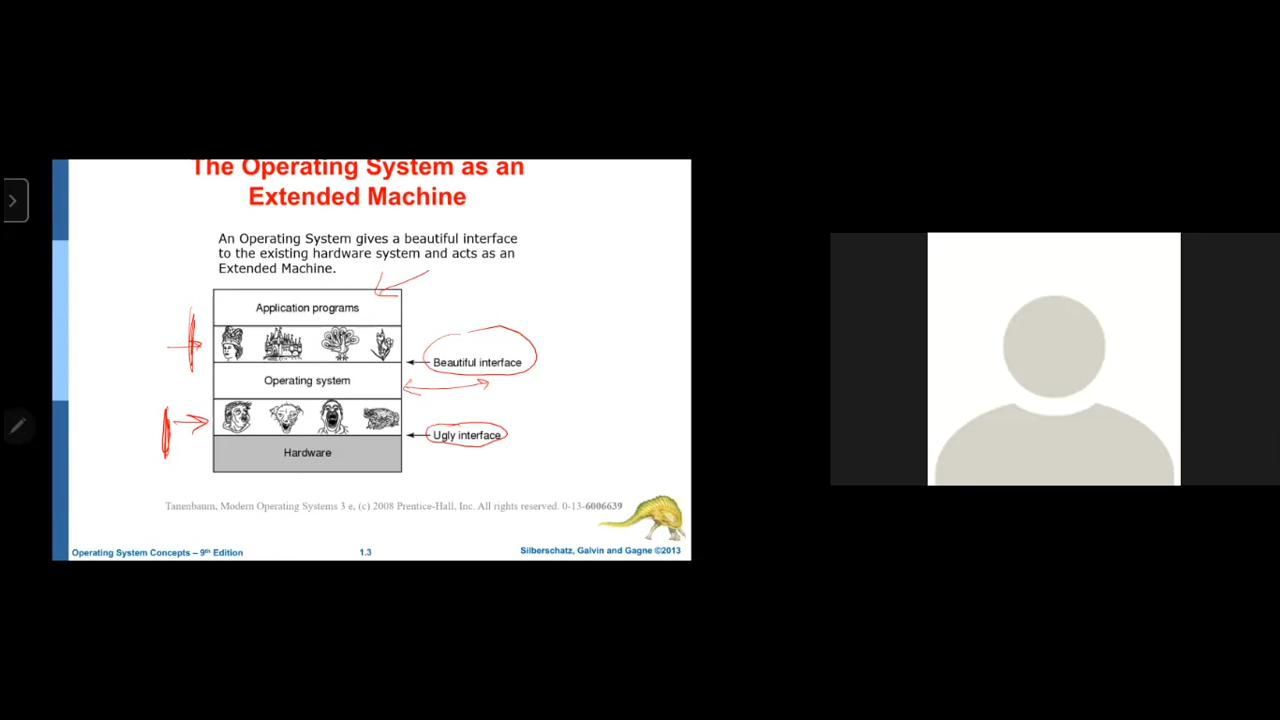 The Operating System as an
Extended Machine
An Operating System gives a beautiful interface
to the existing hardware system and acts as an
Extended Machine.
Application programs
Beautiful interface
Operating system
Ugly interface
Hardware
Tanenbaum, Modern Operating Systems 3 e, (c) 2008 Prentice-Hall, Inc. All rights reserved. 0-13-6006639
Operating System Concepts – 9th Edition 1.3 Silberschatz, Galvin and Gagne ©2013